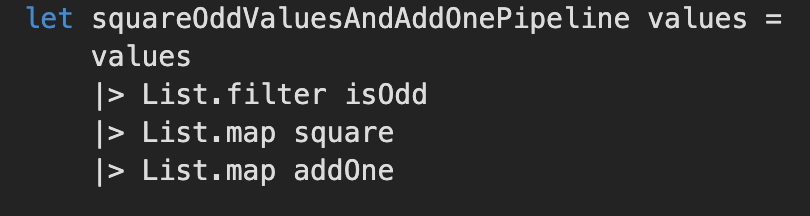 let squareOddValuesAndAddOnePipeline values =
    values
    |> List.filter isOdd
    |> List.map square
    |> List.map addOne